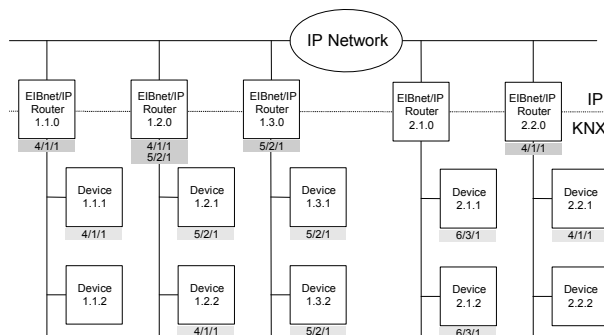 IP Network
EIBnet/IP
Router
1.1.0
EIBnet/IP
Router
1.2.0
EIBnet/IP
Router
1.3.0
EIBnet/IP
Router
2.1.0
EIBnet/IP
Router
2.2.0
IP
KNX
4/1/1
4/1/1
5/2/1
5/2/1
4/1/1
Device
1.1.1
Device
1.2.1
Device
1.3.1
Device
2.1.1
Device
2.2.1
4/1/1
5/2/1
5/2/1
6/3/1
4/1/1
Device
1.1.2
Device
1.2.2
Device
1.3.2
Device
2.1.2
Device
2.2.2
4/1/1
5/2/1
6/3/1